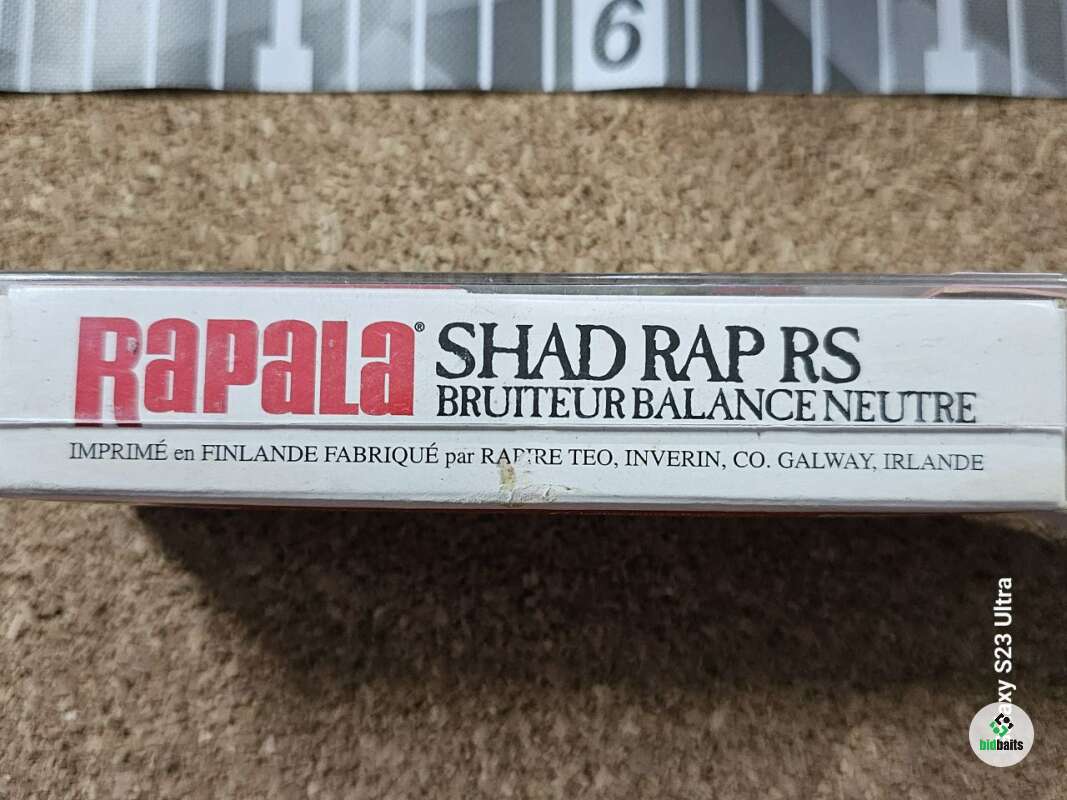 6
RAPALA® SHAD RAP RS
BRUITEUR BALANCE NEUTRE
IMPRIMÉ en FINLANDE FABRIQUÉ par TEO, INVERIN, CO. GALWAY, IRLANDE
S23 Ultra
bidbaits